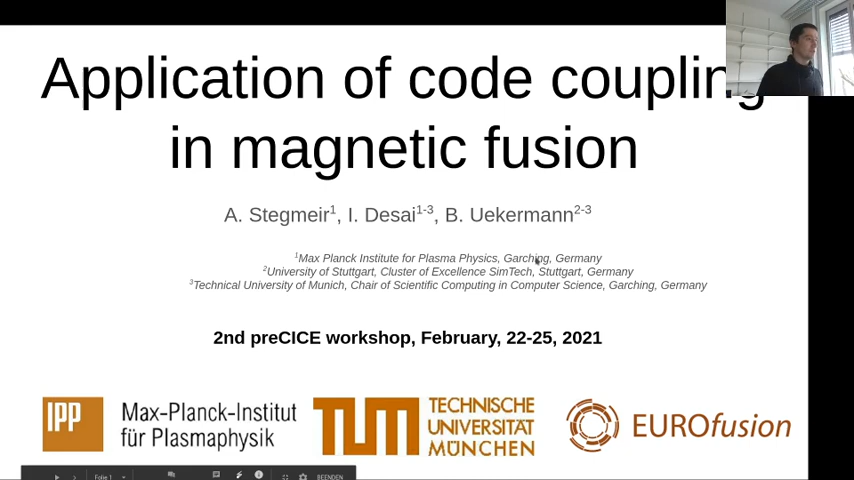 Application of code coupling
in magnetic fusion
A. Stegmeir1, I. Desai1-3, B. Uekermann2-3
1Max Planck Institute for Plasma Physics, Garching, Germany
2University of Stuttgart, Cluster of Excellence SimTech, Stuttgart, Germany
3Technical University of Munich, Chair of Scientific Computing in Computer Science, Garching, Germany
2nd preCICE workshop, February, 22-25, 2021
IPP
Max-Planck-Institut
für Plasmaphysik
TUM
TECHNISCHE
UNIVERSITÄT
MÜNCHEN
EUROfusion
Folie 1
BEENDEN